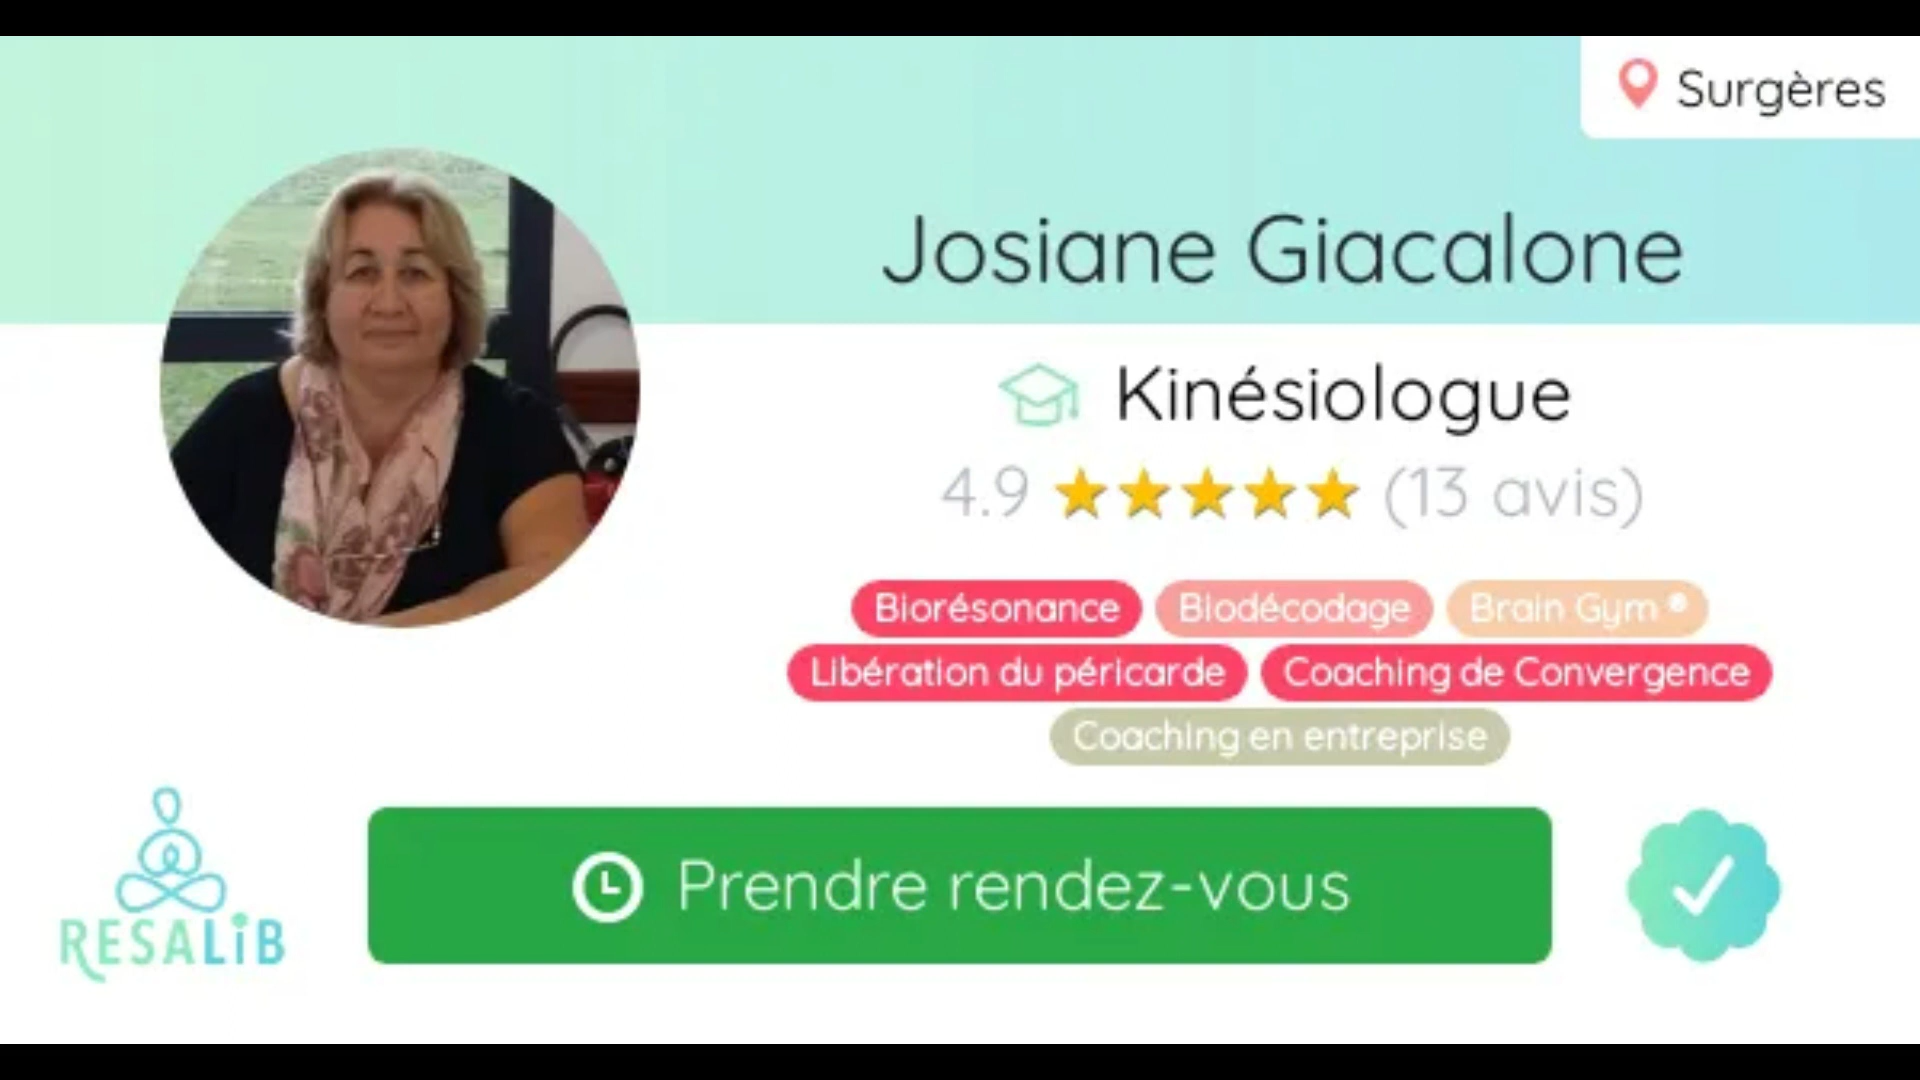 Surgères
Josiane Giacalone
Kinésiologue
4.9 (13 avis)
Biorésonance Biodécodage Brain Gym ®
Libération du péricarde Coaching de Convergence
Coaching en entreprise
Prendre rendez-vous
RESALiB